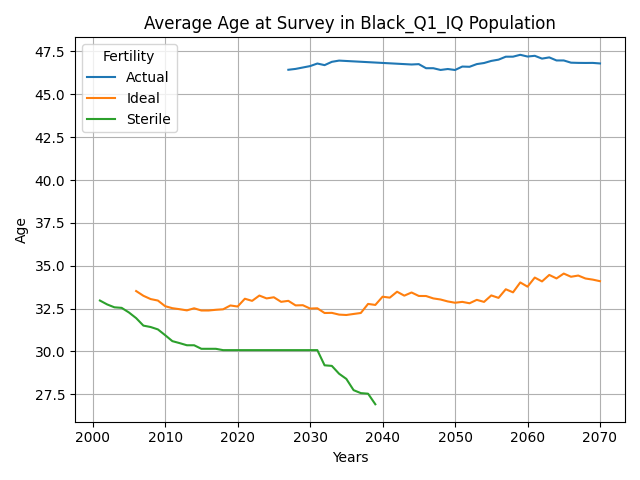 Average Age at Survey in Black_Q1_IQ Population
Fertility
Actual
Ideal
Sterile
Age
47.5
45.0
42.5
40.0
37.5
35.0
32.5
30.0
27.5
2000 2010 2020 2030 2040 2050 2060 2070
Years